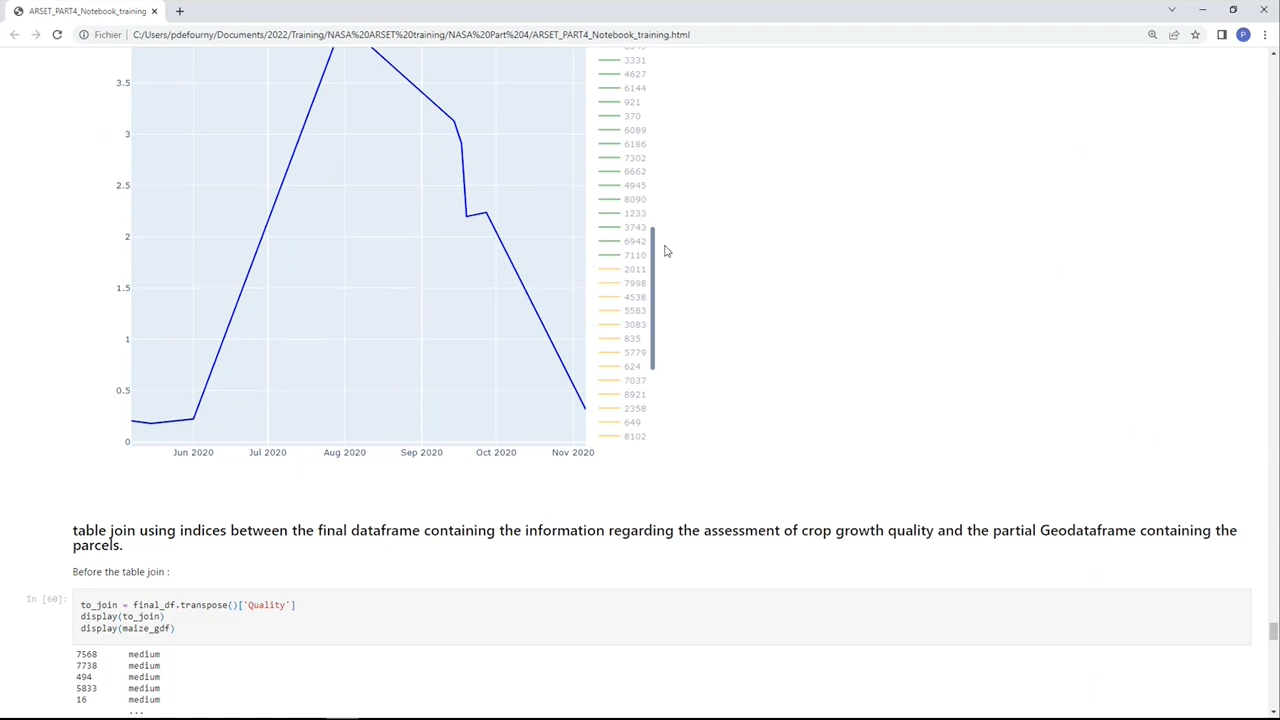 ARSET_PART4_Notebook_training
Fichier
C:/Users/pdefourny/Documents/2022/Training/NASA%20ARSET%20training/NASA%20Part%204/ARSET_PART4_Notebook_training.html
P
3.5
3
2.5
2
1.5
1
0.5
0
Jun 2020
Jul 2020
Aug 2020
Sep 2020
Oct 2020
Nov 2020
3331
4627
6144
921
370
6089
6186
7302
6662
4945
8090
1233
3743
6942
7110
2011
7998
4538
5583
3083
835
5779
624
7037
8921
2358
649
8102
table join using indices between the final dataframe containing the information regarding the assessment of crop growth quality and the partial Geodataframe containing the
parcels.
Before the table join :
In [60]:
to_join = final_df.transpose()['Quality']
display(to_join)
display(maize_gdf)
7568 medium
7738 medium
494 medium
5833 medium
16 medium
...